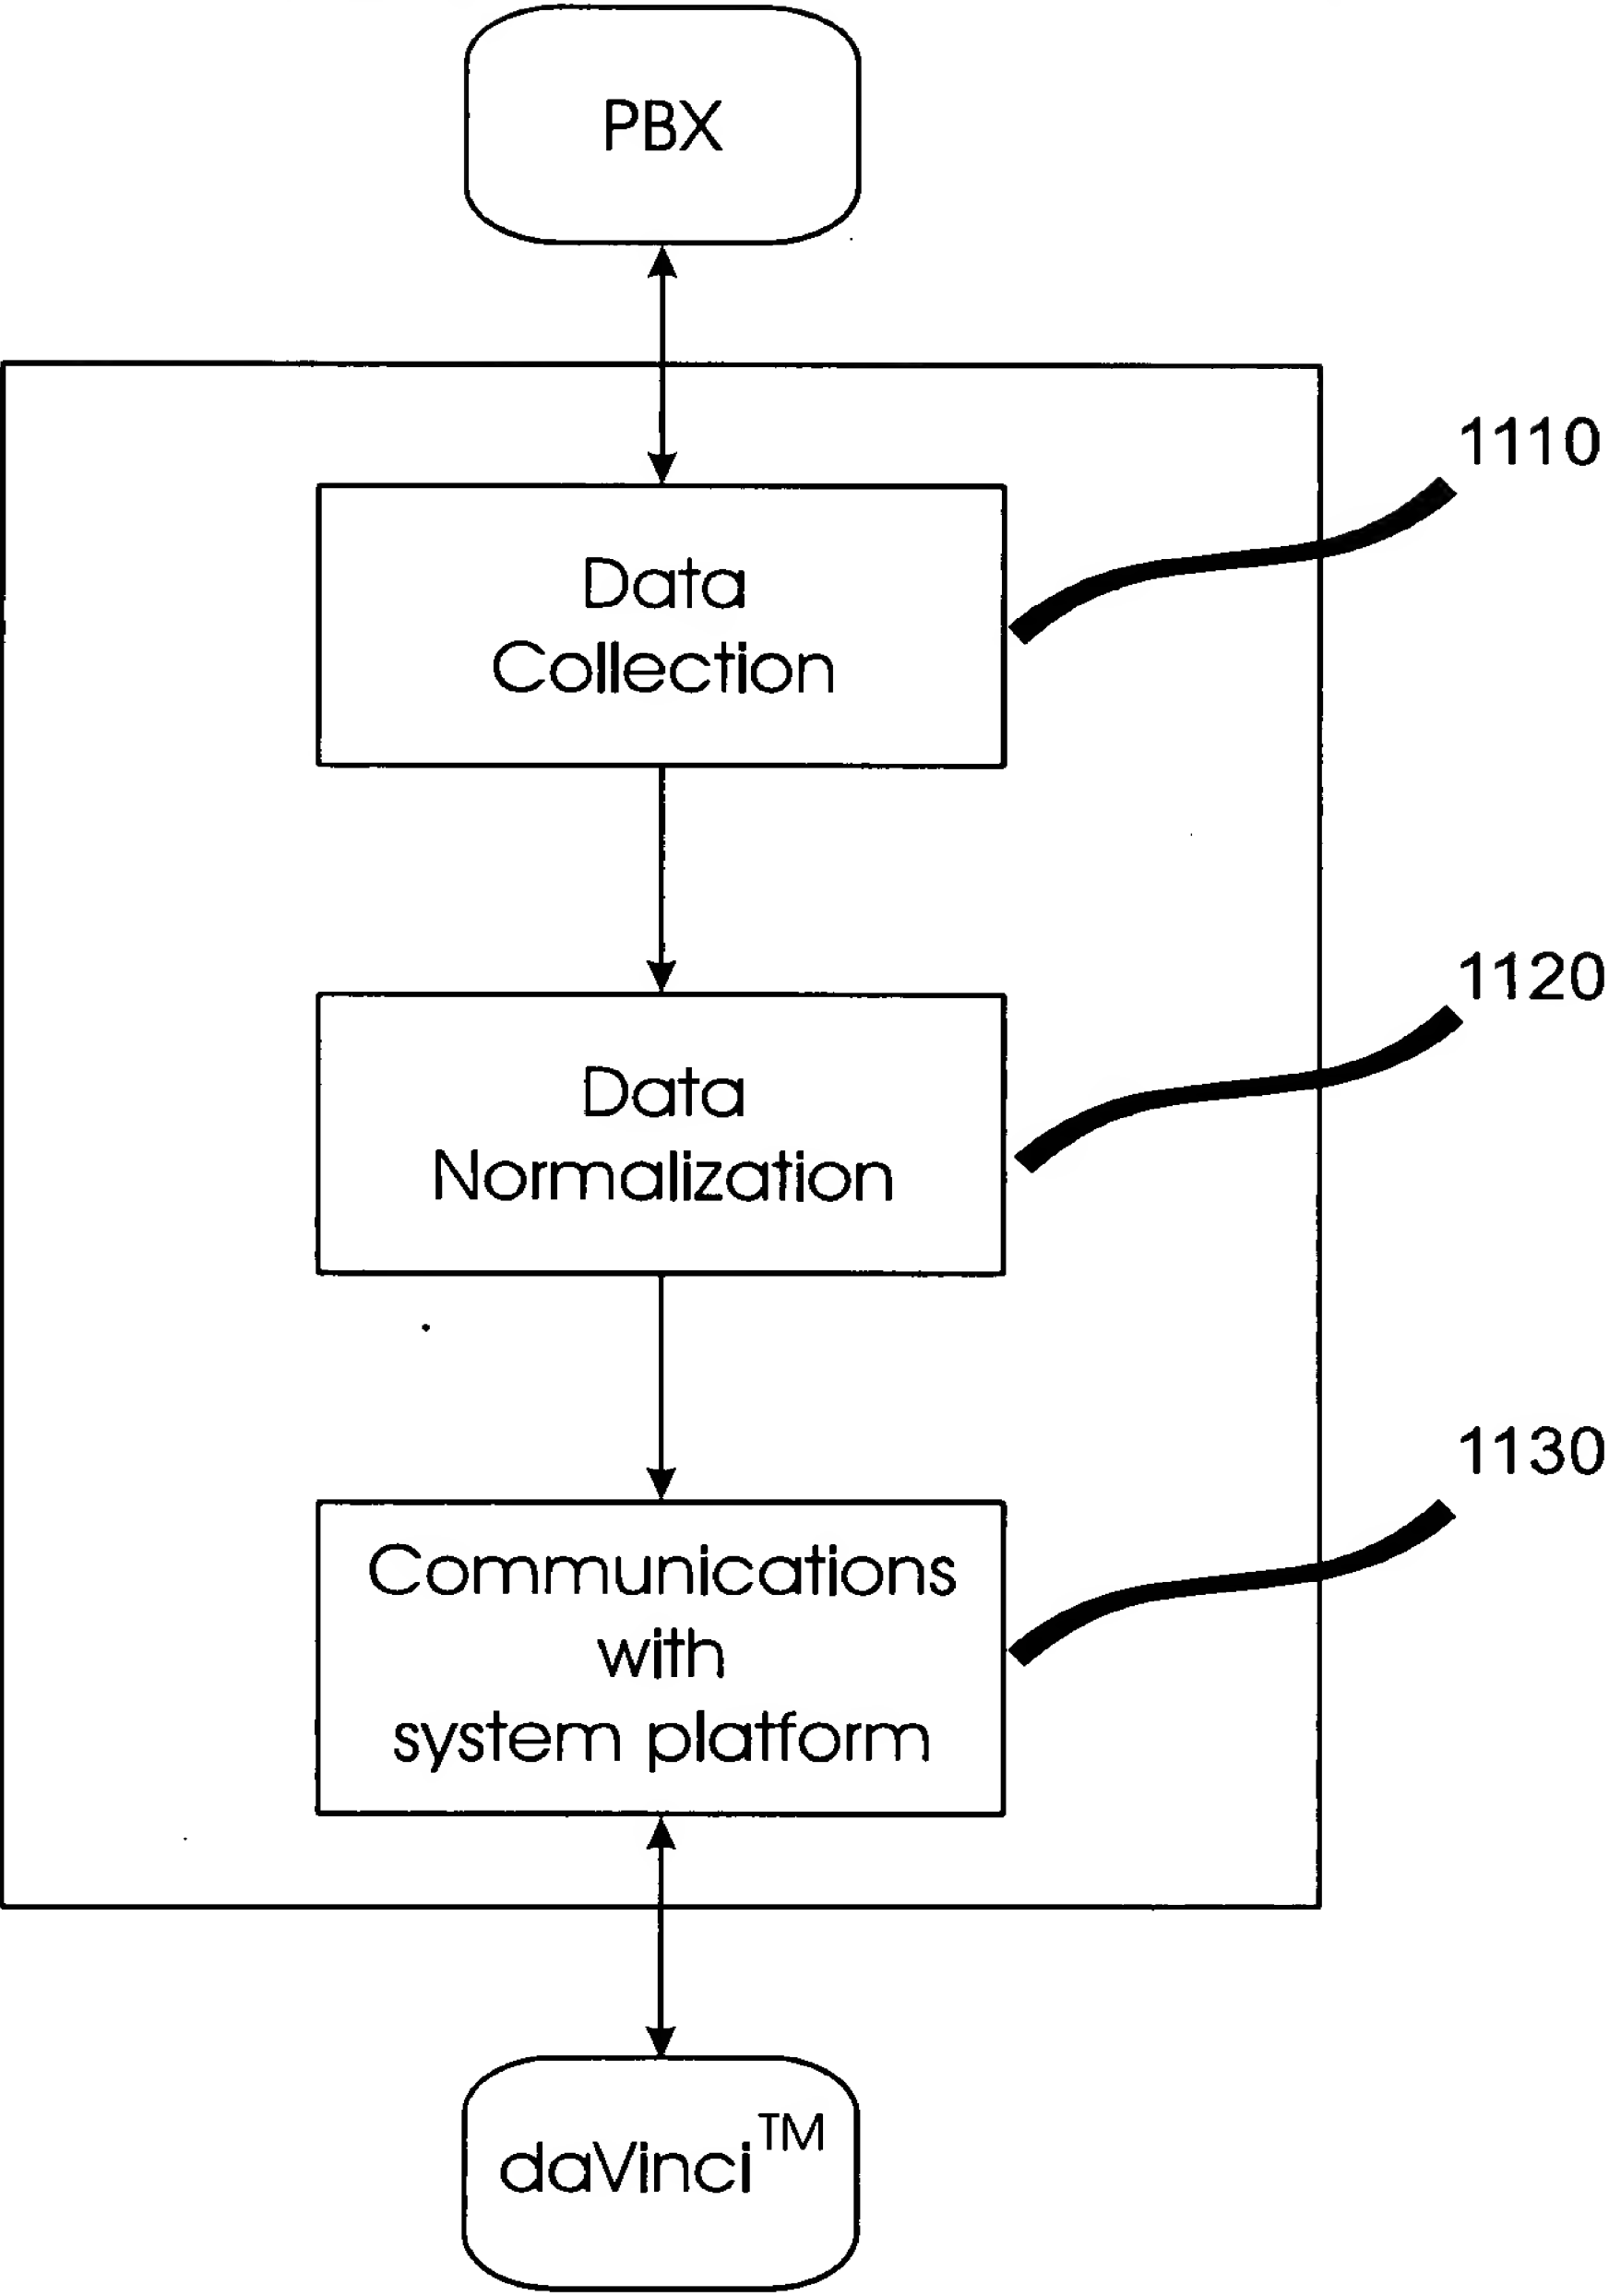 PBX
1110
Data
Collection
1120
Data
Normalization
1130
Communications
with
system platform
daVinci™